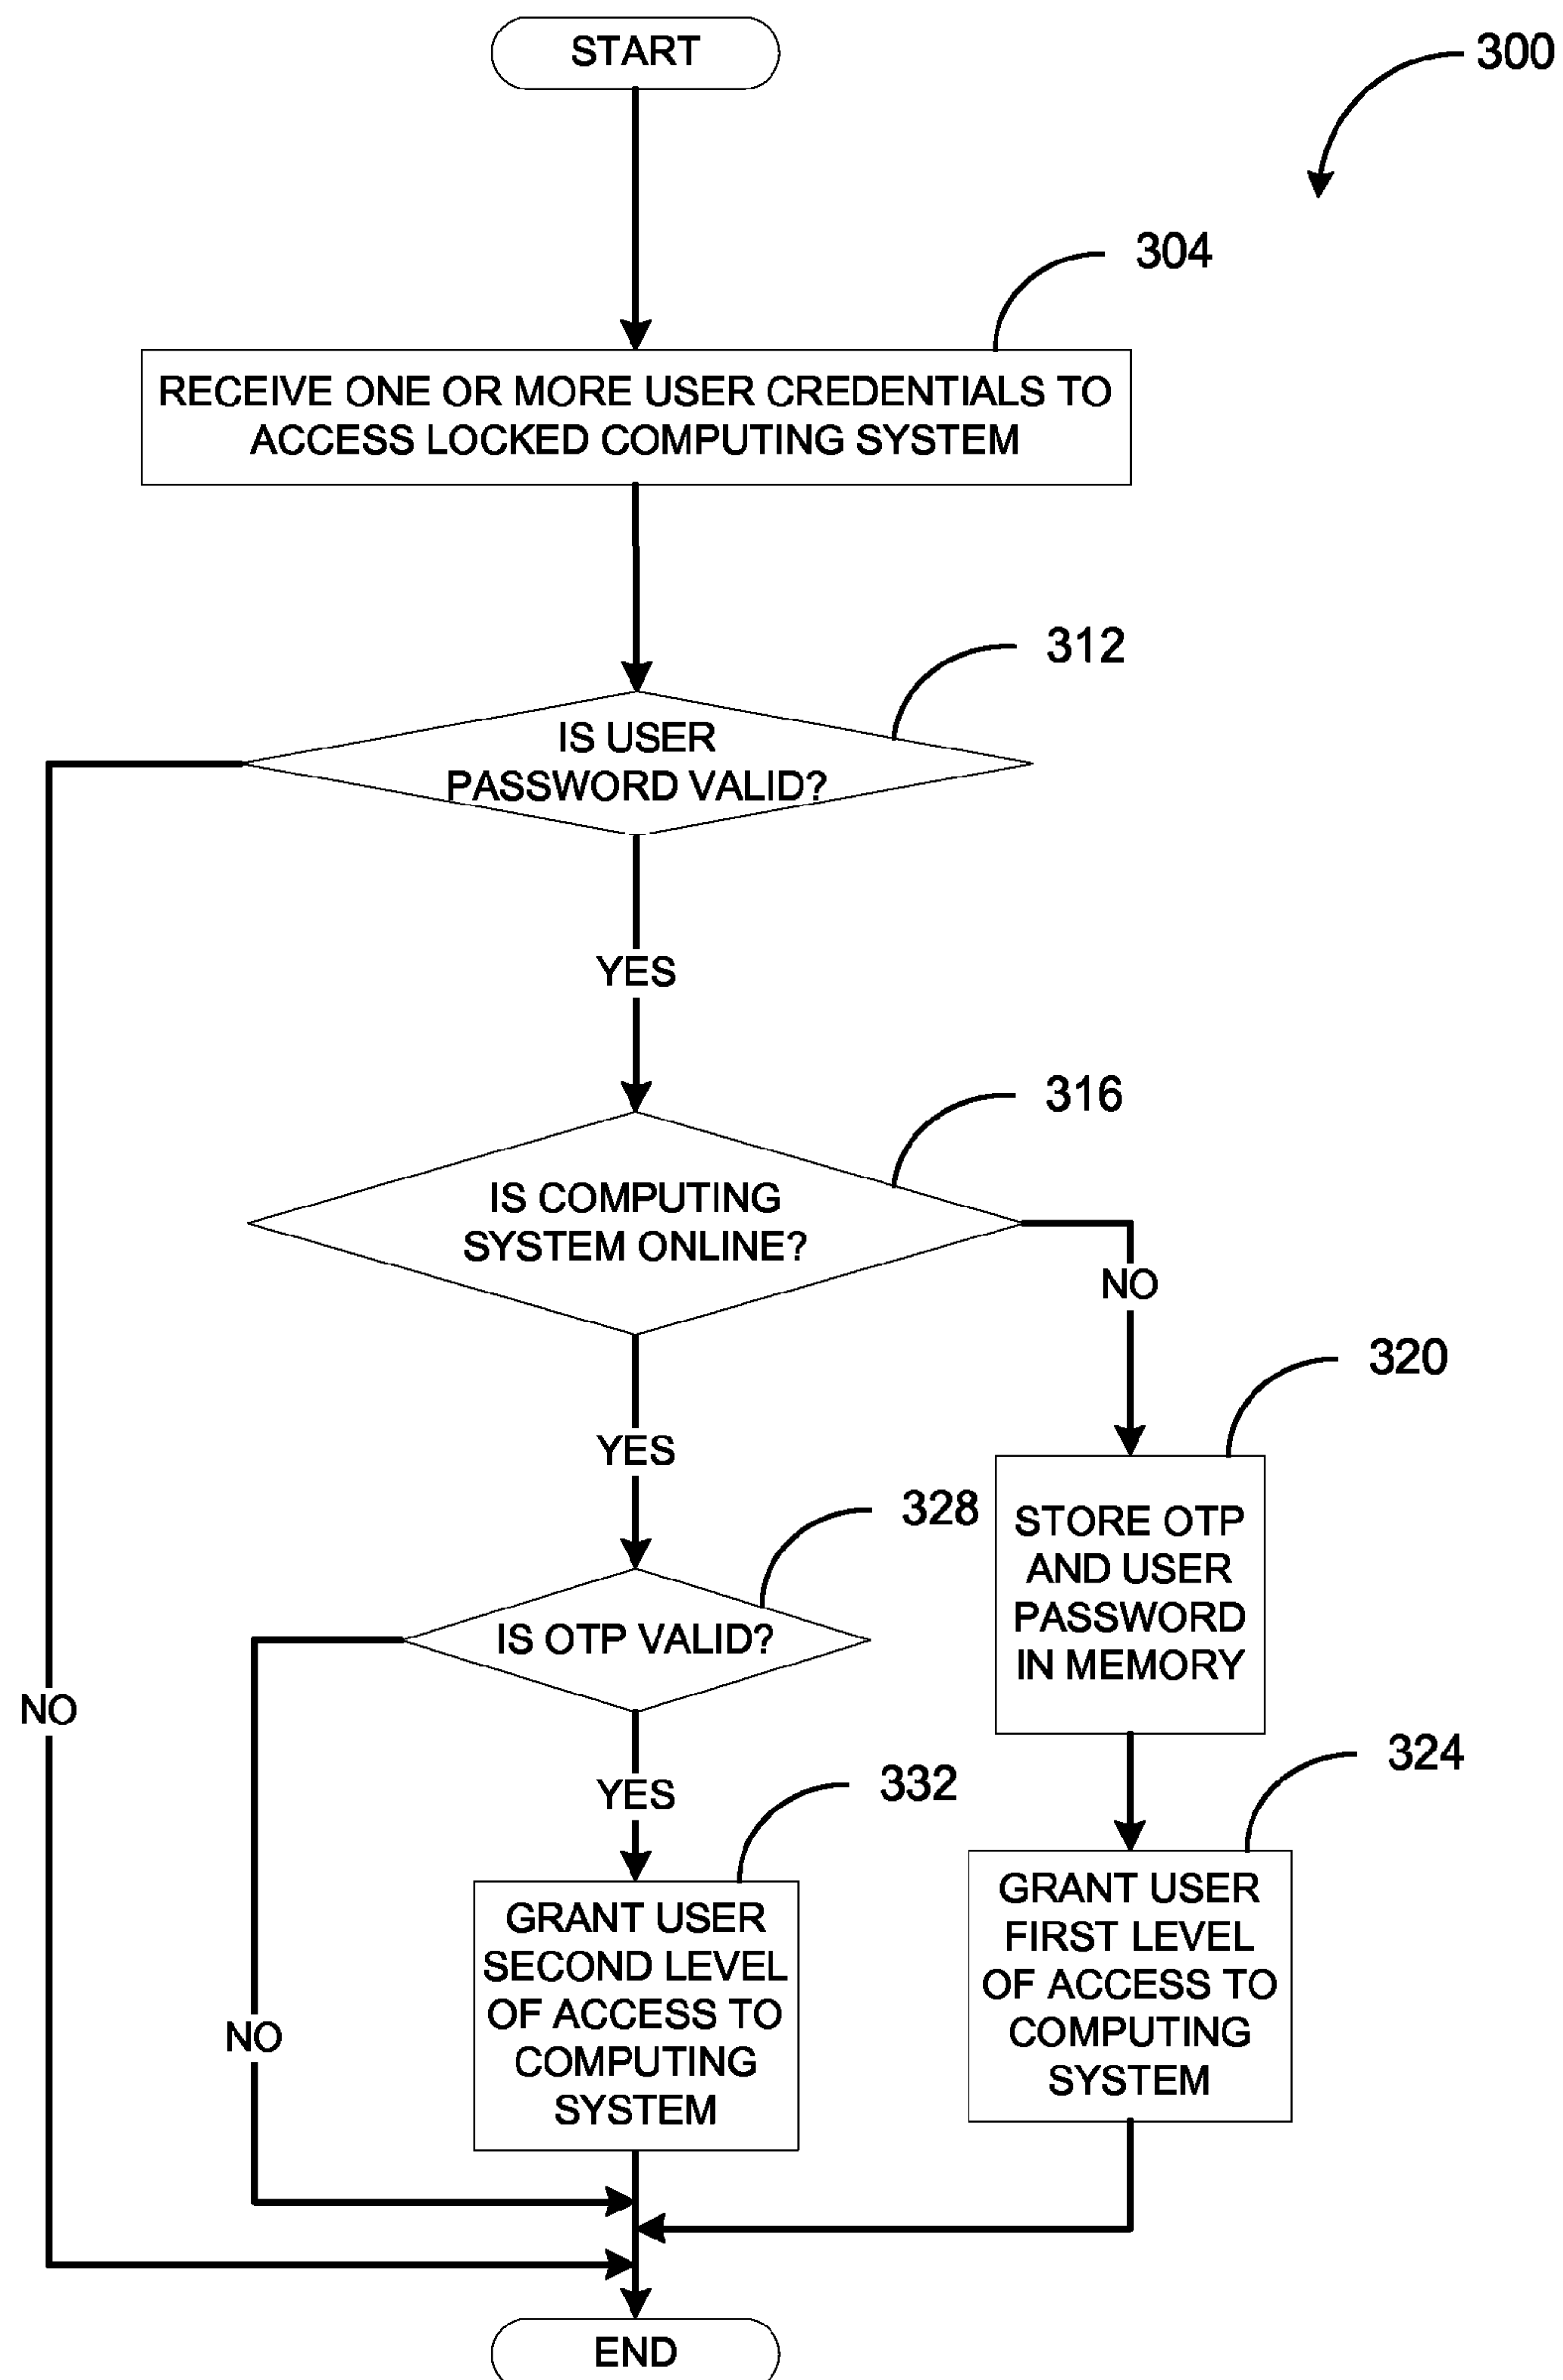 START
300
304
RECEIVE ONE OR MORE USER CREDENTIALS TO
ACCESS LOCKED COMPUTING SYSTEM
312
IS USER
PASSWORD VALID?
YES
316
IS COMPUTING
SYSTEM ONLINE?
NO
320
YES
328
STORE OTP
AND USER
PASSWORD
IN MEMORY
IS OTP VALID?
NO
324
YES
332
GRANT USER
FIRST LEVEL
OF ACCESS TO
COMPUTING
SYSTEM
GRANT USER
SECOND LEVEL
OF ACCESS TO
COMPUTING
SYSTEM
NO
END